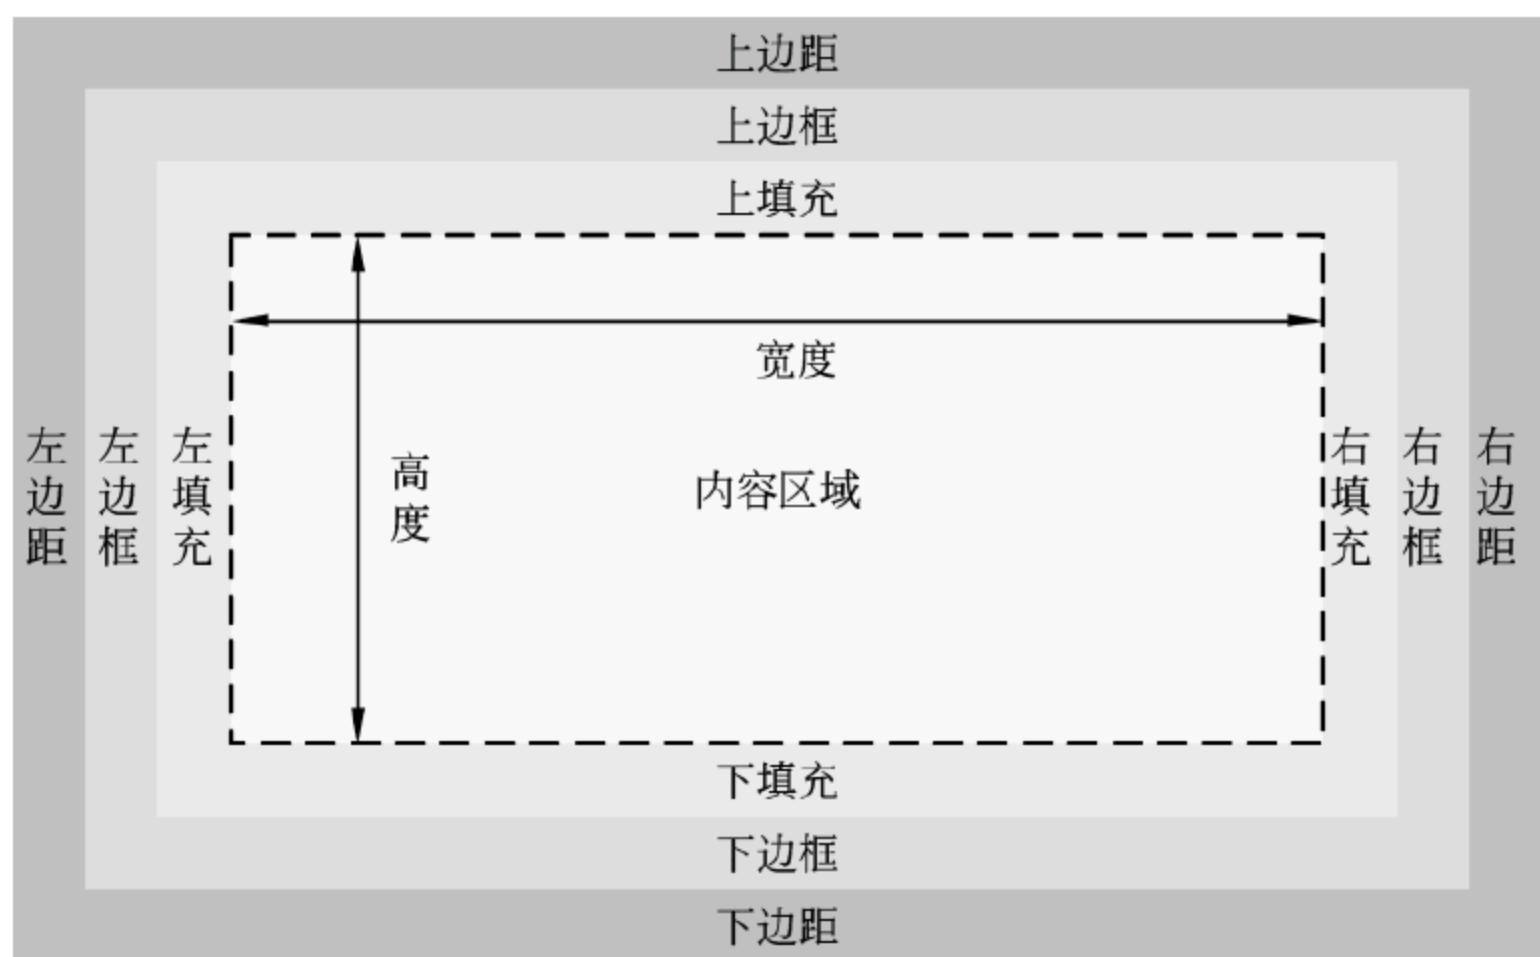 上边距
上边框
上填充
宽度
左边距
左边框
左填充
高度
内容区域
右填充
右边框
右边距
下填充
下边框
下边距